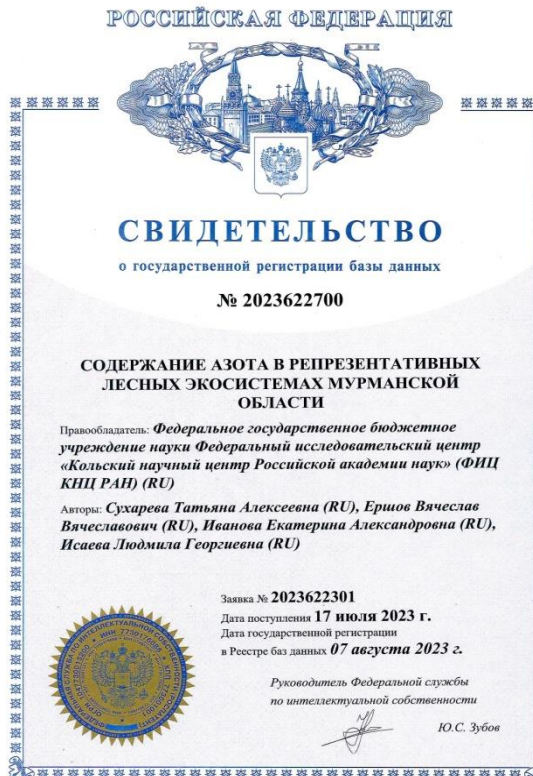 РОССИЙСКАЯ ФЕДЕРАЦИЯ
СВИДЕТЕЛЬСТВО
о государственной регистрации базы данных
№ 2023622700
СОДЕРЖАНИЕ АЗОТА В РЕПРЕЗЕНТАТИВНЫХ
ЛЕСНЫХ ЭКОСИСТЕМАХ МУРМАНСКОЙ
ОБЛАСТИ
Правообладатель: Федеральное государственное бюджетное
учреждение науки Федеральный исследовательский центр
«Кольский научный центр Российской академии наук» (ФИЦ
КНЦ РАН) (RU)
Авторы: Сухарева Татьяна Алексеевна (RU), Ершов Вячеслав
Вячеславович (RU), Иванова Екатерина Александровна (RU),
Исаева Людмила Георгиевна (RU)
Заявка № 2023622301
Дата поступления 17 июля 2023 г.
Дата государственной регистрации
в Реестре баз данных 07 августа 2023 г.
Руководитель Федеральной службы
по интеллектуальной собственности
Ю.С. Зубов